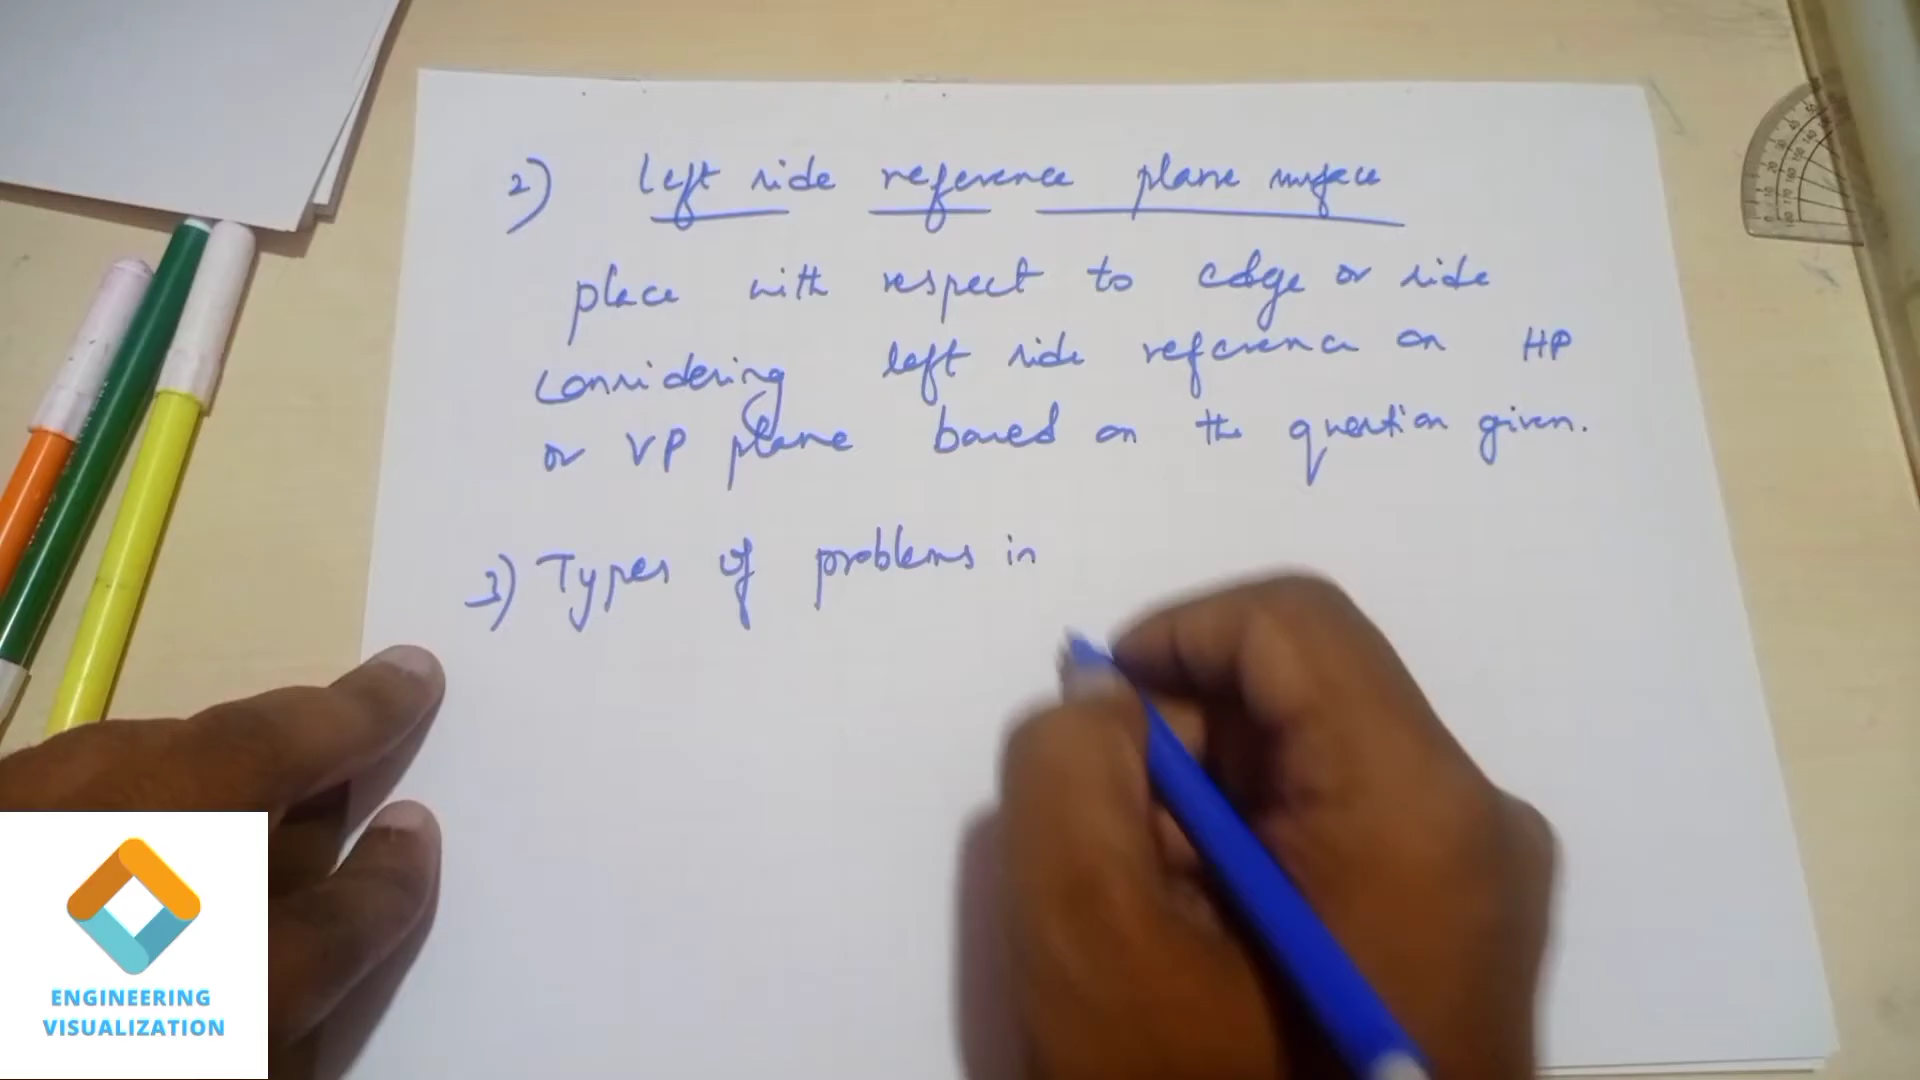 2) left side reference plane surface
place with respect to edge or side
considering left side reference on HP
or VP plane based on the question given.
3) Types of problems in
ENGINEERING
VISUALIZATION